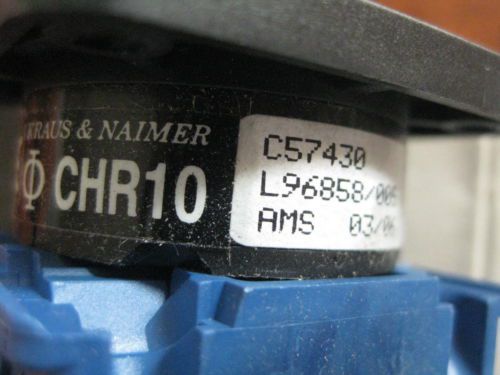 KRAUS & NAIMER
CHR10
C57430
L96858/005
AMS 03/06